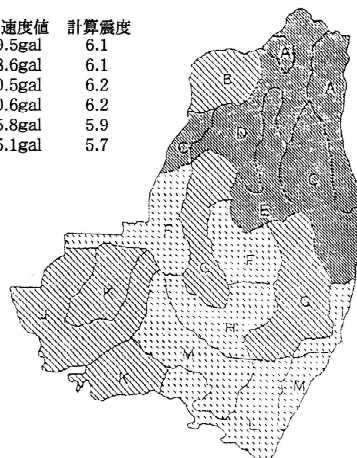 速度値 計算震度
9.5gal 6.1
3.6gal 6.1
0.5gal 6.2
0.6gal 6.2
5.8gal 5.9
5.1gal 5.7
A
A
B
D
C
C
E
F
F
G
G
K
J
H
M
M
L